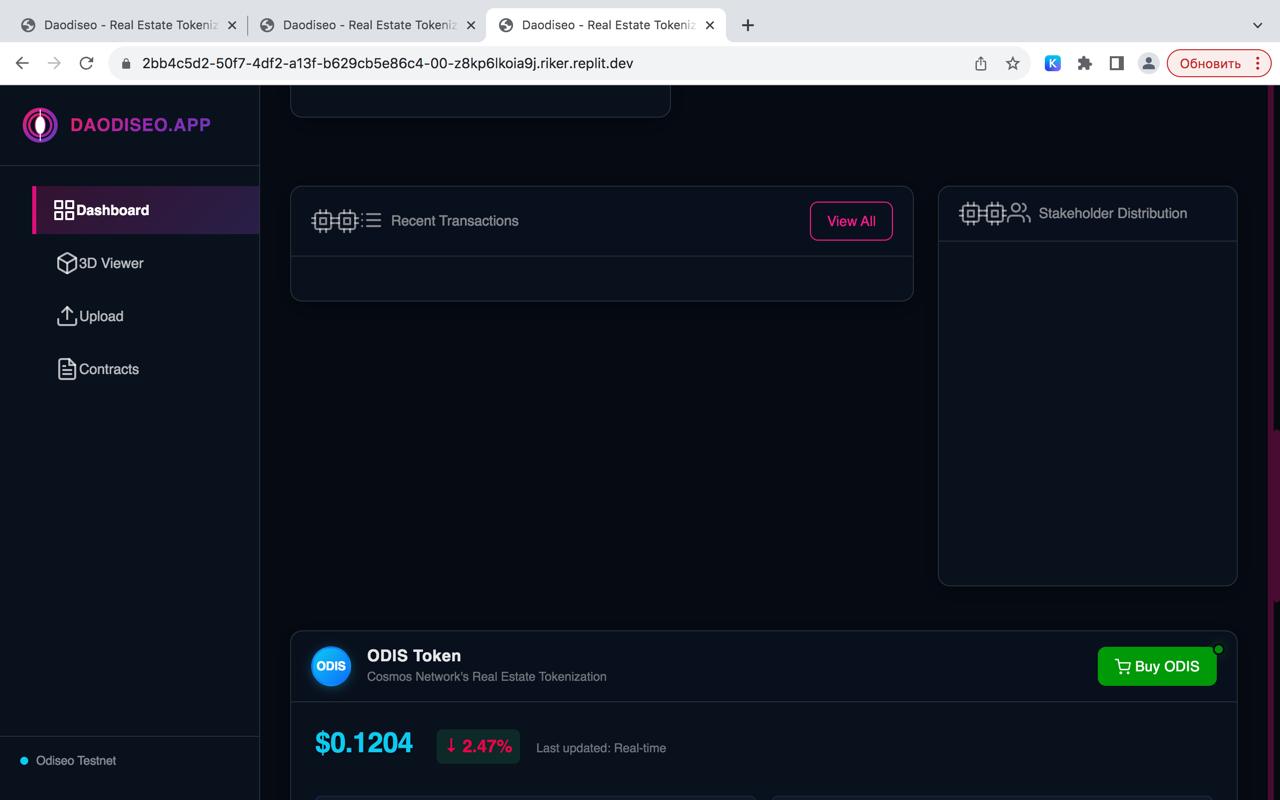 Daodiseo - Real Estate Tokeniz
Daodiseo - Real Estate Tokeniz
Daodiseo - Real Estate Tokeniz
2bb4c5d2-50f7-4df2-a13f-b629cb5e86c4-00-z8kp6lkoia9j.riker.replit.dev
K
Обновить
DAODISEO.APP
Dashboard
3D Viewer
Upload
Contracts
Odiseo Testnet
Recent Transactions
View All
Stakeholder Distribution
ODIS
ODIS Token
Cosmos Network's Real Estate Tokenization
Buy ODIS
$0.1204
↓ 2.47%
Last updated: Real-time